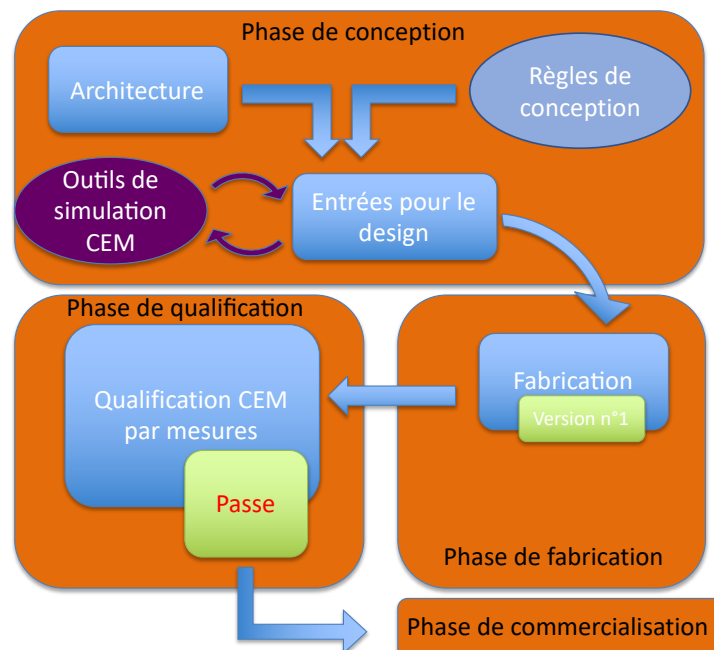 Phase de conception
Architecture
Règles de
conception
Outils de
simulation
CEM
Entrées pour le
design
Phase de qualification
Qualification CEM
par mesures
Passe
Fabrication
Version n°1
Phase de fabrication
Phase de commercialisation